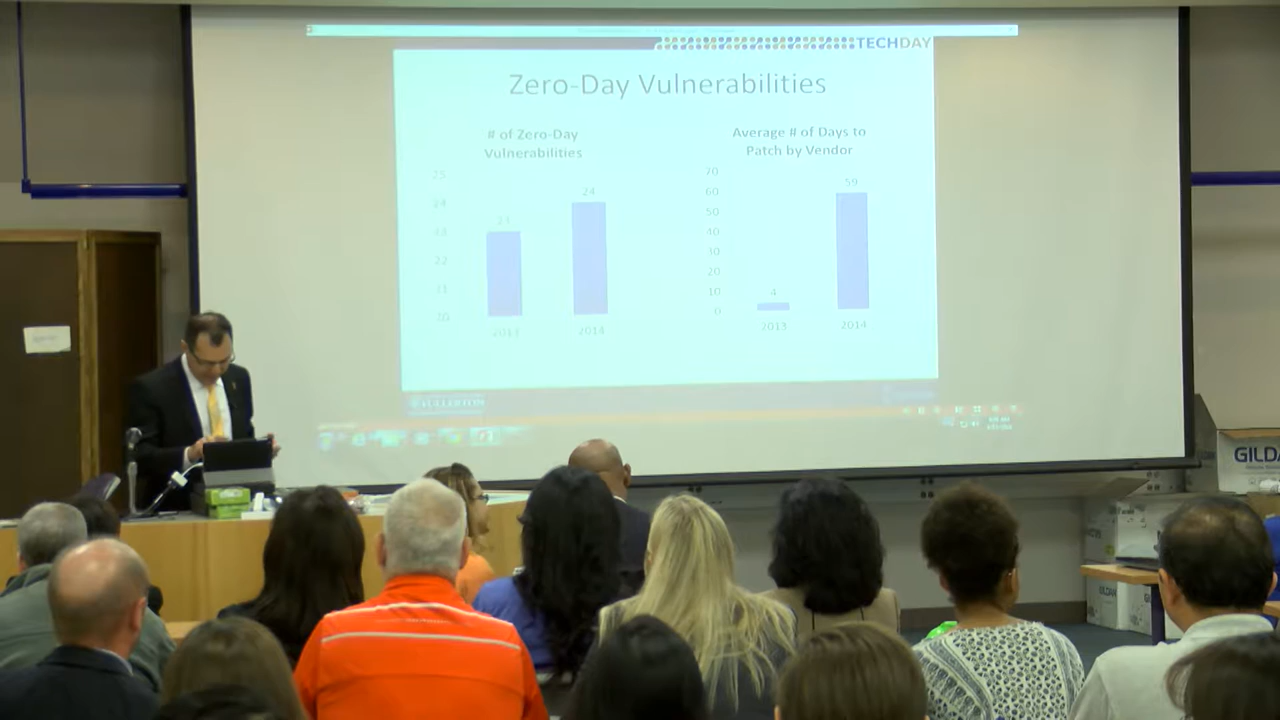 TECHDAY
Zero-Day Vulnerabilities
# of Zero-Day
Vulnerabilities
25
24
23
22
21
20
23
24
2013
2014
Average # of Days to
Patch by Vendor
70
60
50
40
30
20
10
0
4
59
2013
2014
FULLERTON
GILDA